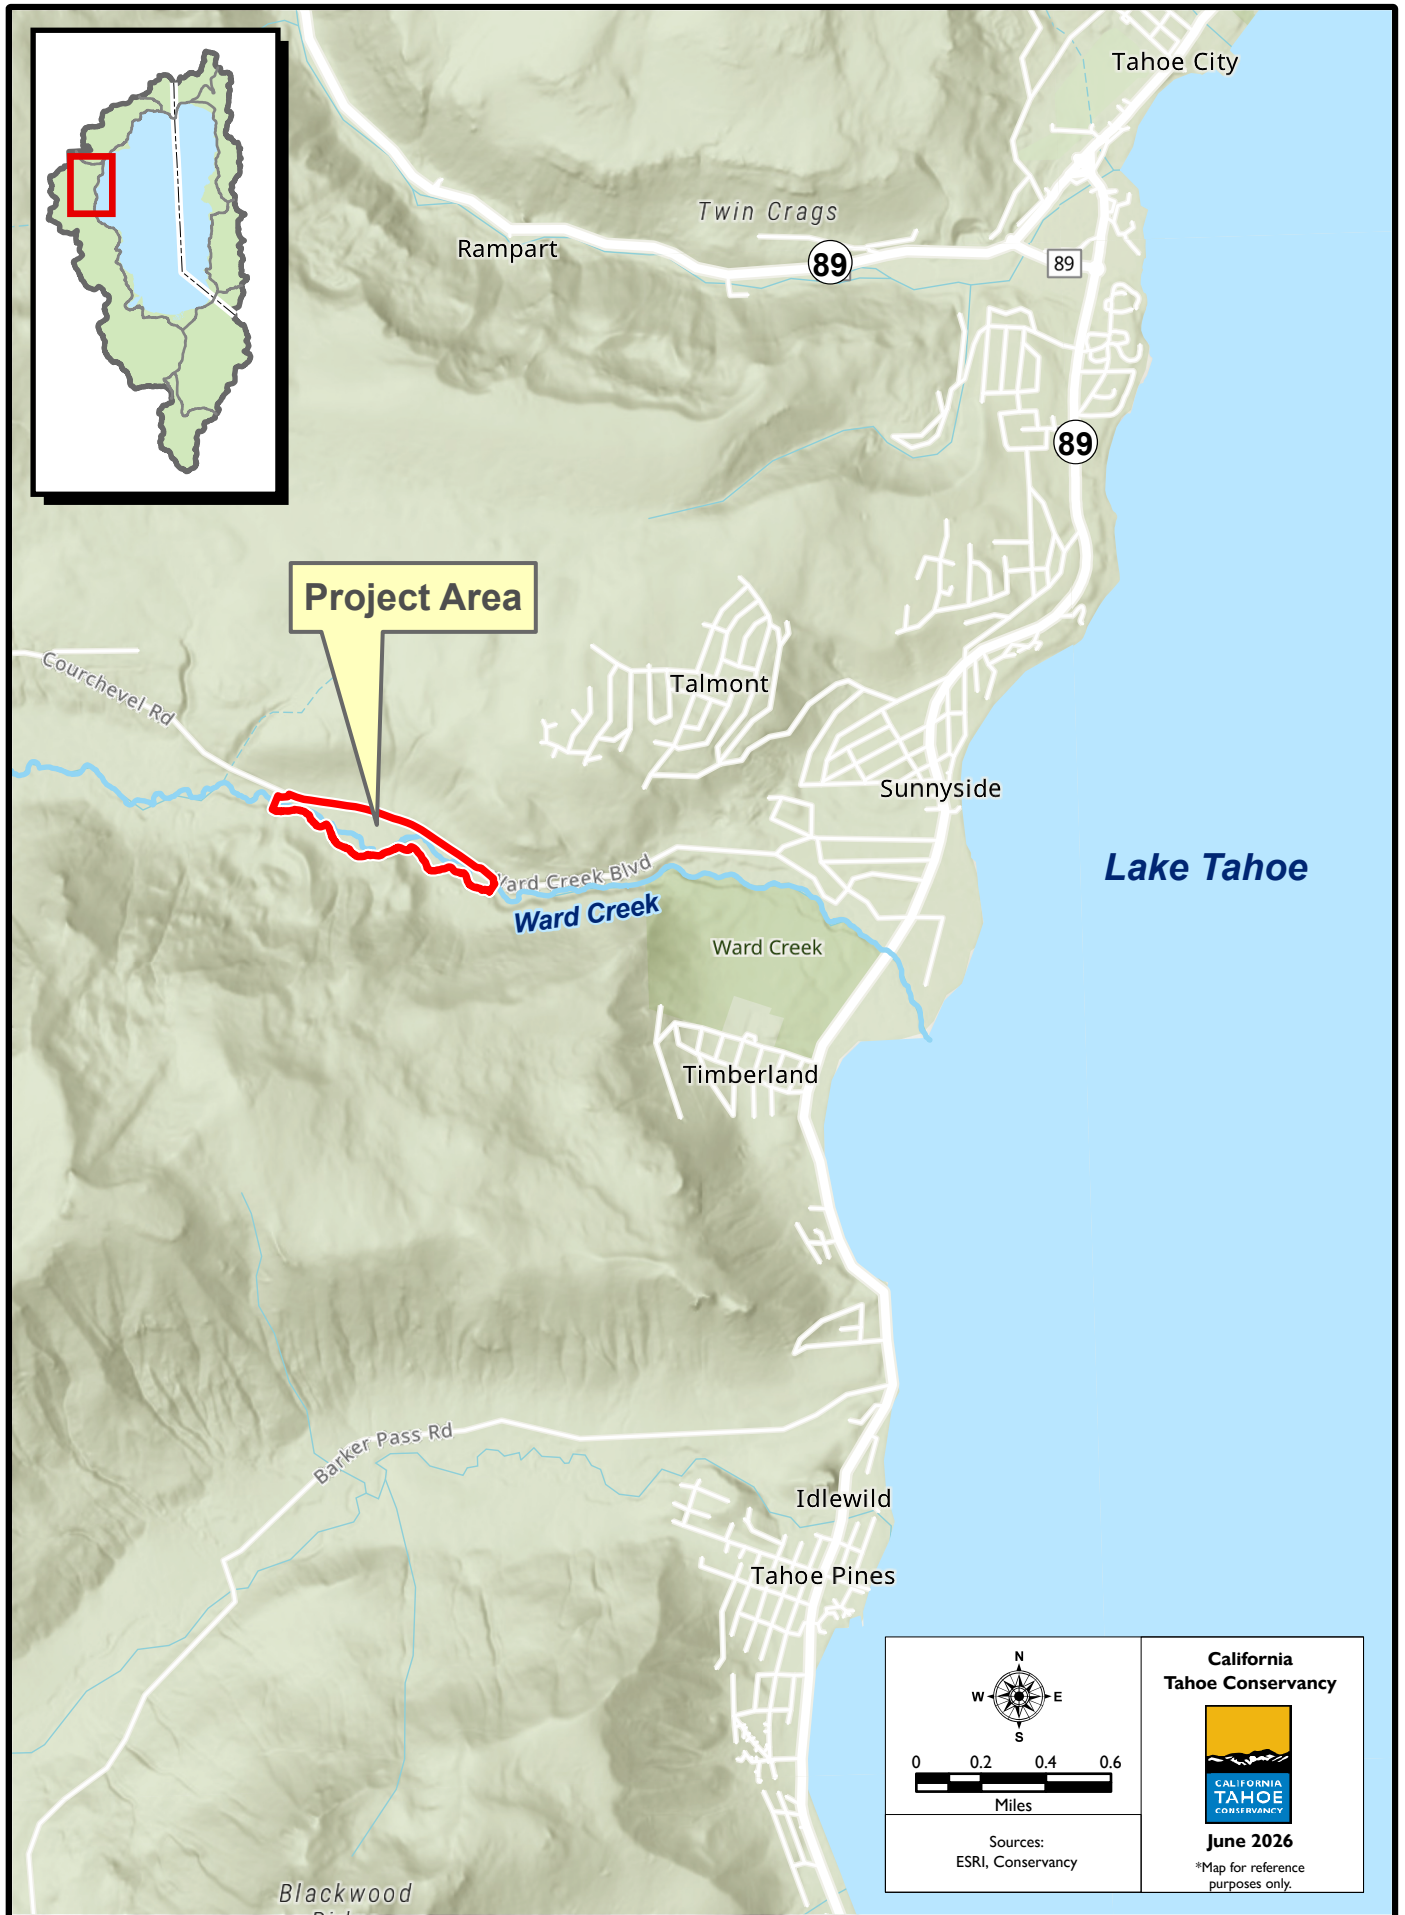 Tahoe City
Twin Crags
Rampart
89
89
89
Project Area
Courchevel Rd
Talmont
Sunnyside
Lake Tahoe
Ward Creek Blvd
Ward Creek
Ward Creek
Timberland
Barker Pass Rd
Idlewild
Tahoe Pines
Blackwood
N
W E
S
0 0.2 0.4 0.6
Miles
Sources:
ESRI, Conservancy
California
Tahoe Conservancy
CALIFORNIA
TAHOE
CONSERVANCY
June 2026
*Map for reference
purposes only.